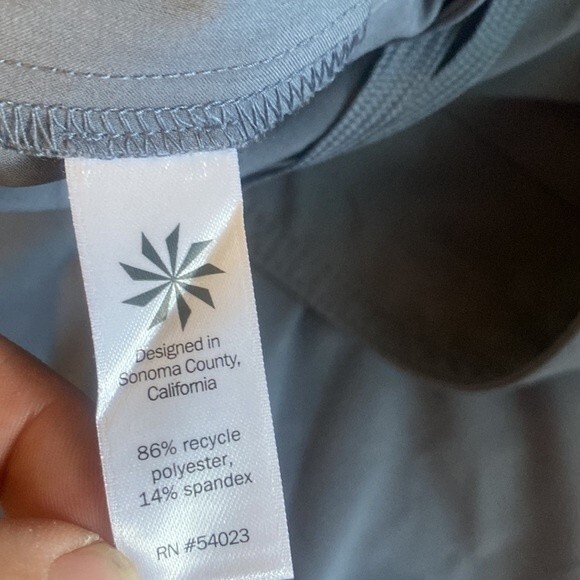 Designed in
Sonoma County,
California
86% recycle
polyester,
14% spandex
RN #54023